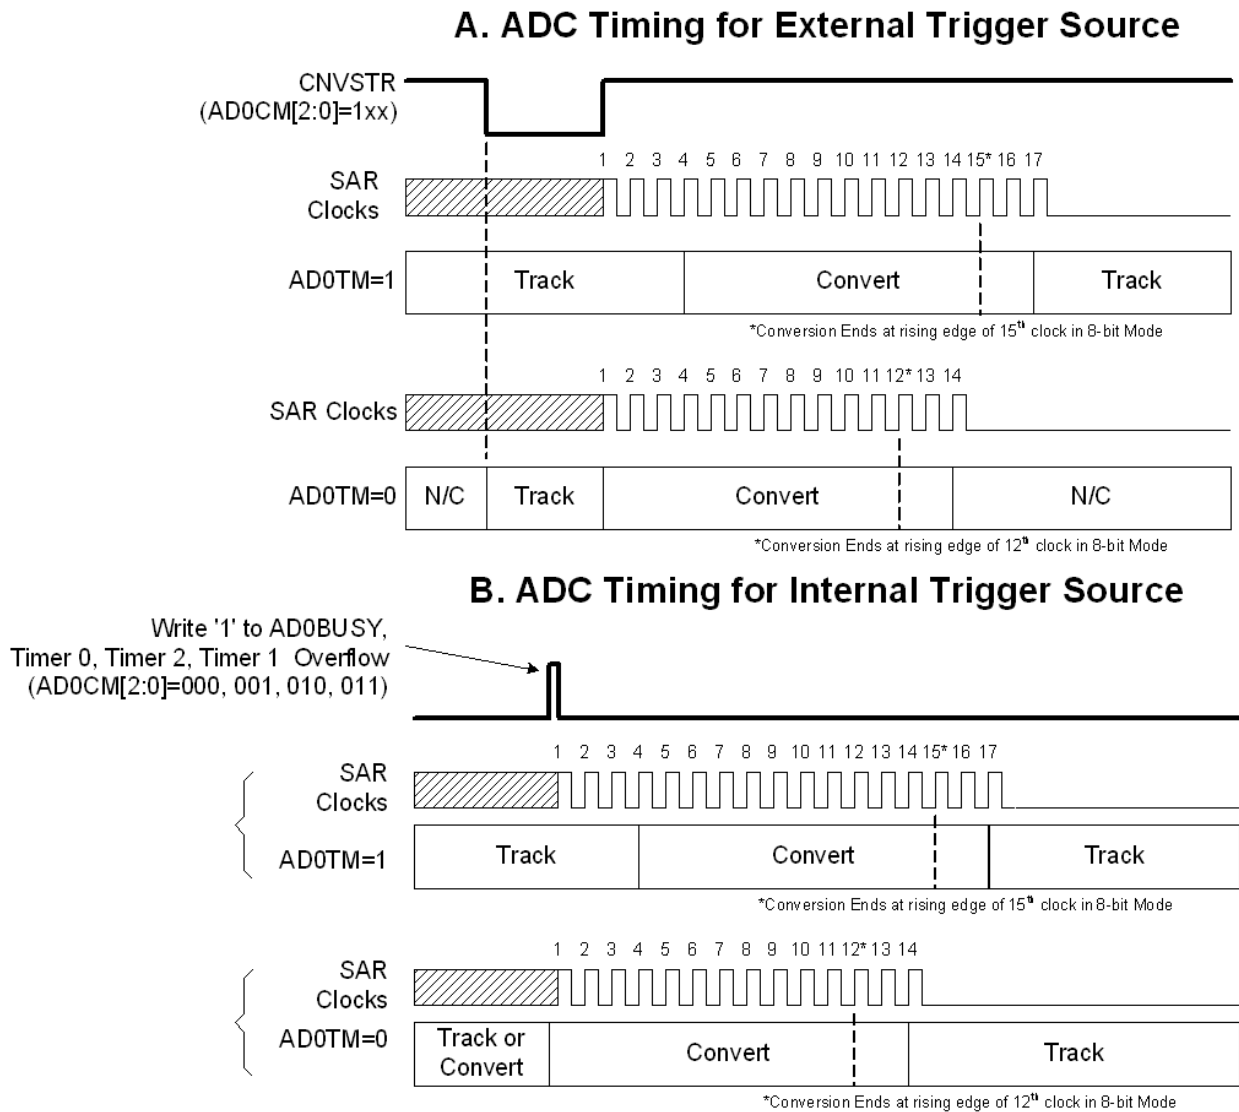 A. ADC Timing for External Trigger Source
CNVSTR
(AD0CM[2:0]=1xx)
1 2 3 4 5 6 7 8 9 10 11 12 13 14 15* 16 17
SAR
Clocks
AD0TM=1 Track Convert Track
*Conversion Ends at rising edge of 15th clock in 8-bit Mode
1 2 3 4 5 6 7 8 9 10 11 12* 13 14
SAR Clocks
AD0TM=0 N/C Track Convert N/C
*Conversion Ends at rising edge of 12th clock in 8-bit Mode
B. ADC Timing for Internal Trigger Source
Write '1' to AD0BUSY,
Timer 0, Timer 2, Timer 1 Overflow
(AD0CM[2:0]=000, 001, 010, 011)
1 2 3 4 5 6 7 8 9 10 11 12 13 14 15* 16 17
SAR
Clocks
AD0TM=1 Track Convert Track
*Conversion Ends at rising edge of 15th clock in 8-bit Mode
1 2 3 4 5 6 7 8 9 10 11 12* 13 14
SAR
Clocks
AD0TM=0 Track or Convert Convert Track
*Conversion Ends at rising edge of 12th clock in 8-bit Mode